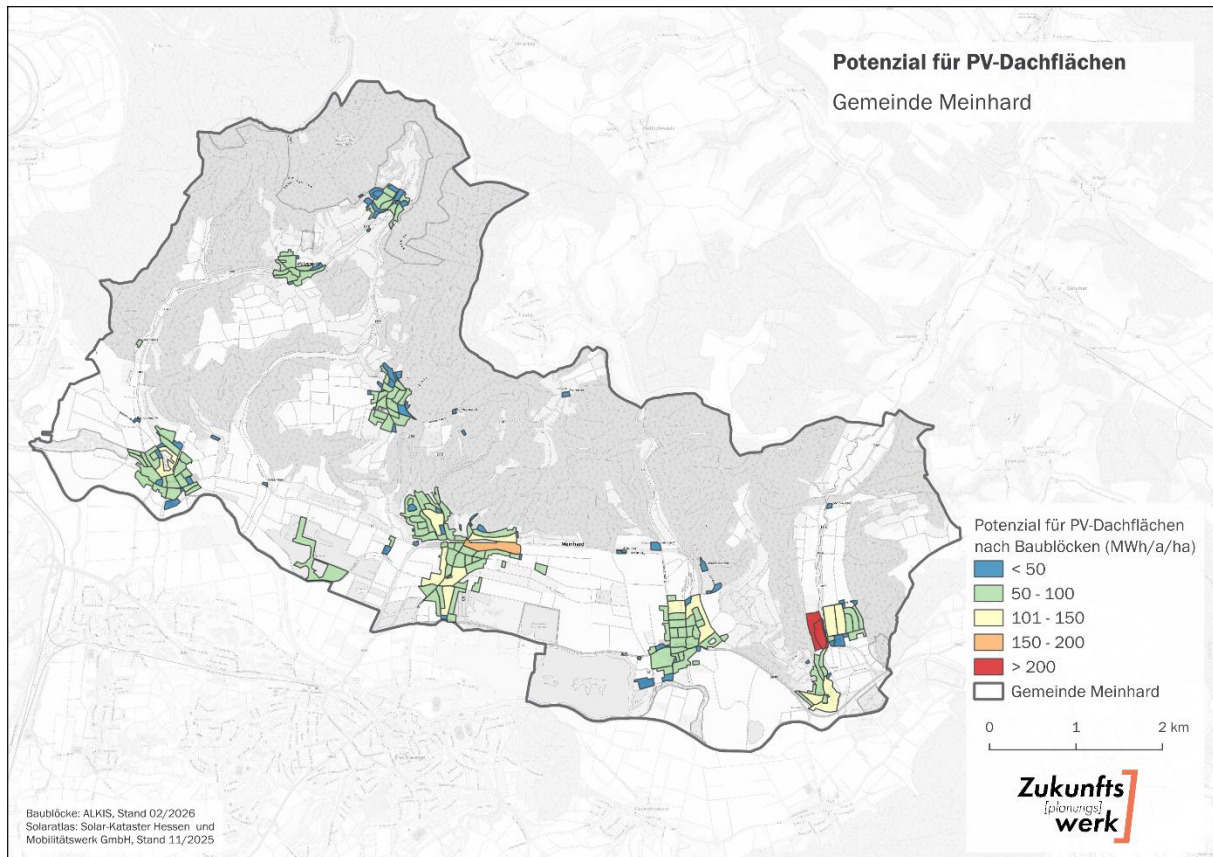 Potenzial für PV-Dachflächen
Gemeinde Meinhard
Meinhard
Potenzial für PV-Dachflächen
nach Baublöcken (MWh/a/ha)
< 50
50 - 100
101 - 150
150 - 200
> 200
Gemeinde Meinhard
0 1 2 km
Zukunfts
[planungs]
werk
Baublöcke: ALKIS, Stand 02/2026
Solaratlas: Solar-Kataster Hessen und
Mobilitätswerk GmbH, Stand 11/2025